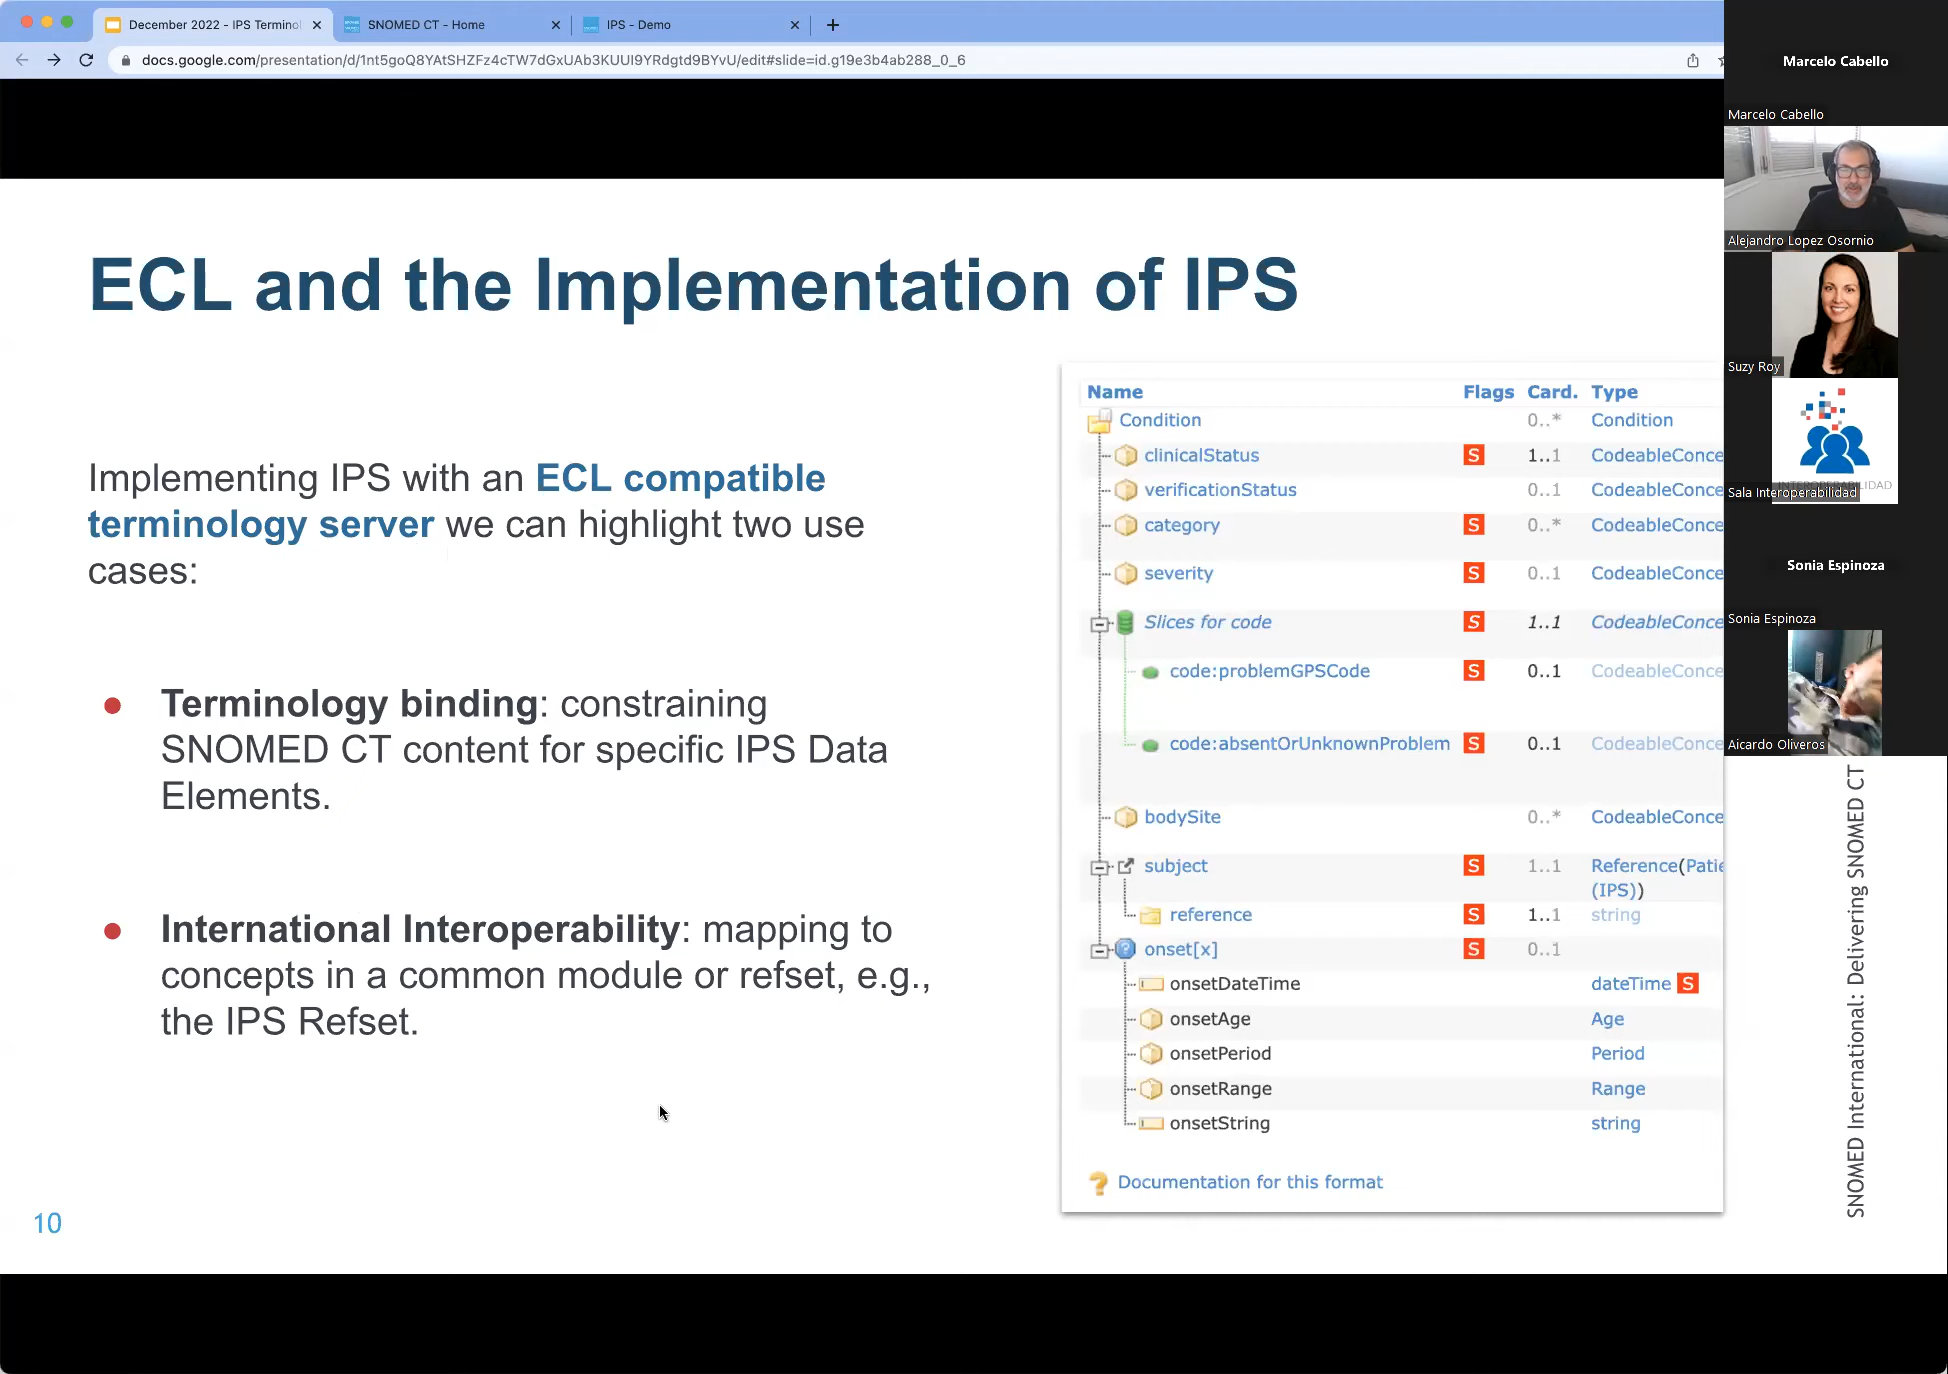 December 2022 - IPS Termino
SNOMED CT - Home
IPS - Demo
docs.google.com/presentation/d/1nt5goQ8YAtSHZFz4cTW7dGxUAb3KUUI9YRdgtd9BYvU/edit#slide=id.g19e3b4ab288_0_6
ECL and the Implementation of IPS
Implementing IPS with an ECL compatible
terminology server we can highlight two use
cases:
● Terminology binding: constraining
SNOMED CT content for specific IPS Data
Elements.
● International Interoperability: mapping to
concepts in a common module or refset, e.g.,
the IPS Refset.
10
Name Flags Card. Type
Condition 0..* Condition
clinicalStatus S 1..1 CodeableConce
verificationStatus 0..1 CodeableConce
category S 0..* CodeableConce
severity S 0..1 CodeableConce
Slices for code S 1..1 CodeableConce
code:problemGPSCode S 0..1 CodeableConce
code:absentOrUnknownProblem S 0..1 CodeableConce
bodySite 0..* CodeableConce
subject S 1..1 Reference(Patie
(IPS))
reference S 1..1 string
onset[x] S 0..1
onsetDateTime dateTime S
onsetAge Age
onsetPeriod Period
onsetRange Range
onsetString string
Documentation for this format
Marcelo Cabello
Marcelo Cabello
Alejandro Lopez Osornio
Suzy Roy
INTEROPERABILIDAD
Sala Interoperabilidad
Sonia Espinoza
Sonia Espinoza
Aicardo Oliveros
SNOMED International: Delivering SNOMED CT